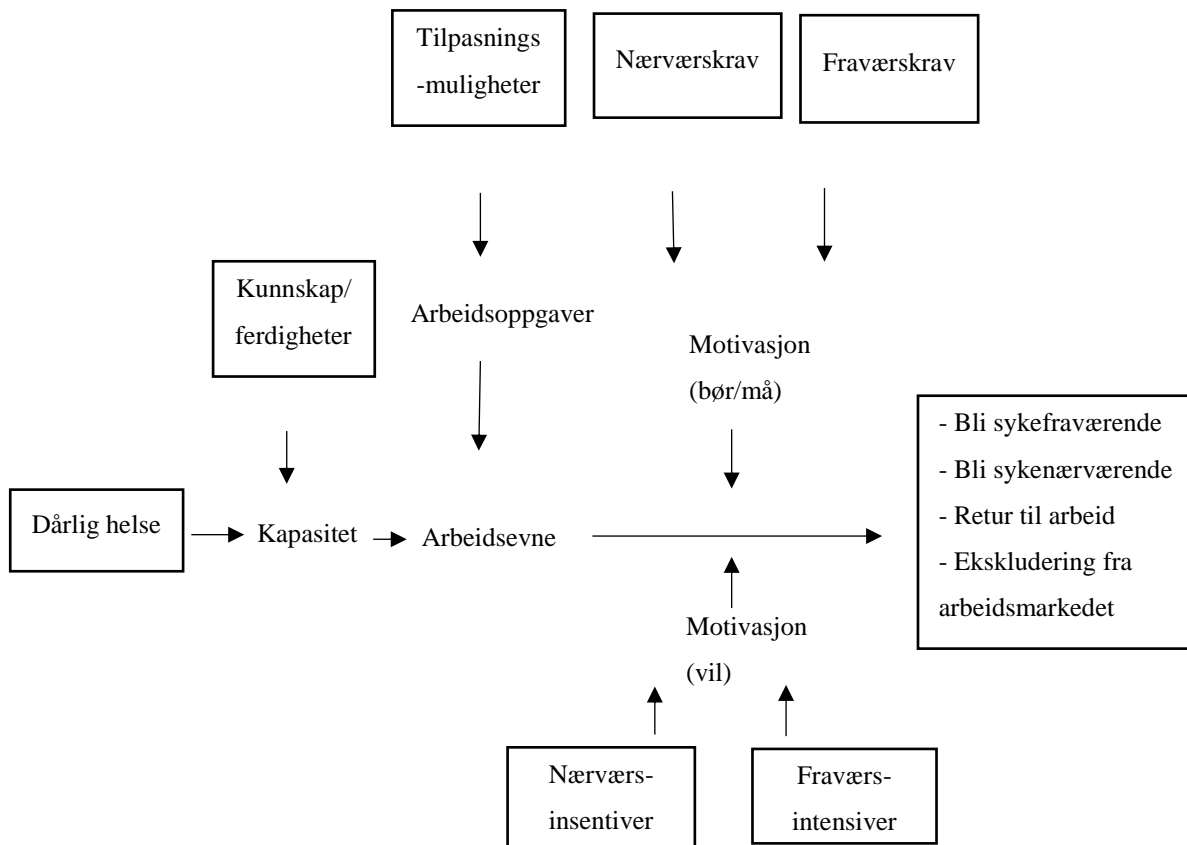 Tilpasnings
-muligheter
Nærværskrav
Fraværskrav
Kunnskap/
ferdigheter
Arbeidsoppgaver
Motivasjon
(bør/må)
Dårlig helse
Kapasitet
Arbeidsevne
- Bli sykefraværende
- Bli sykenærværende
- Retur til arbeid
- Ekskludering fra
arbeidsmarkedet
Motivasjon
(vil)
Nærværs-
insentiver
Fraværs-
intensiver